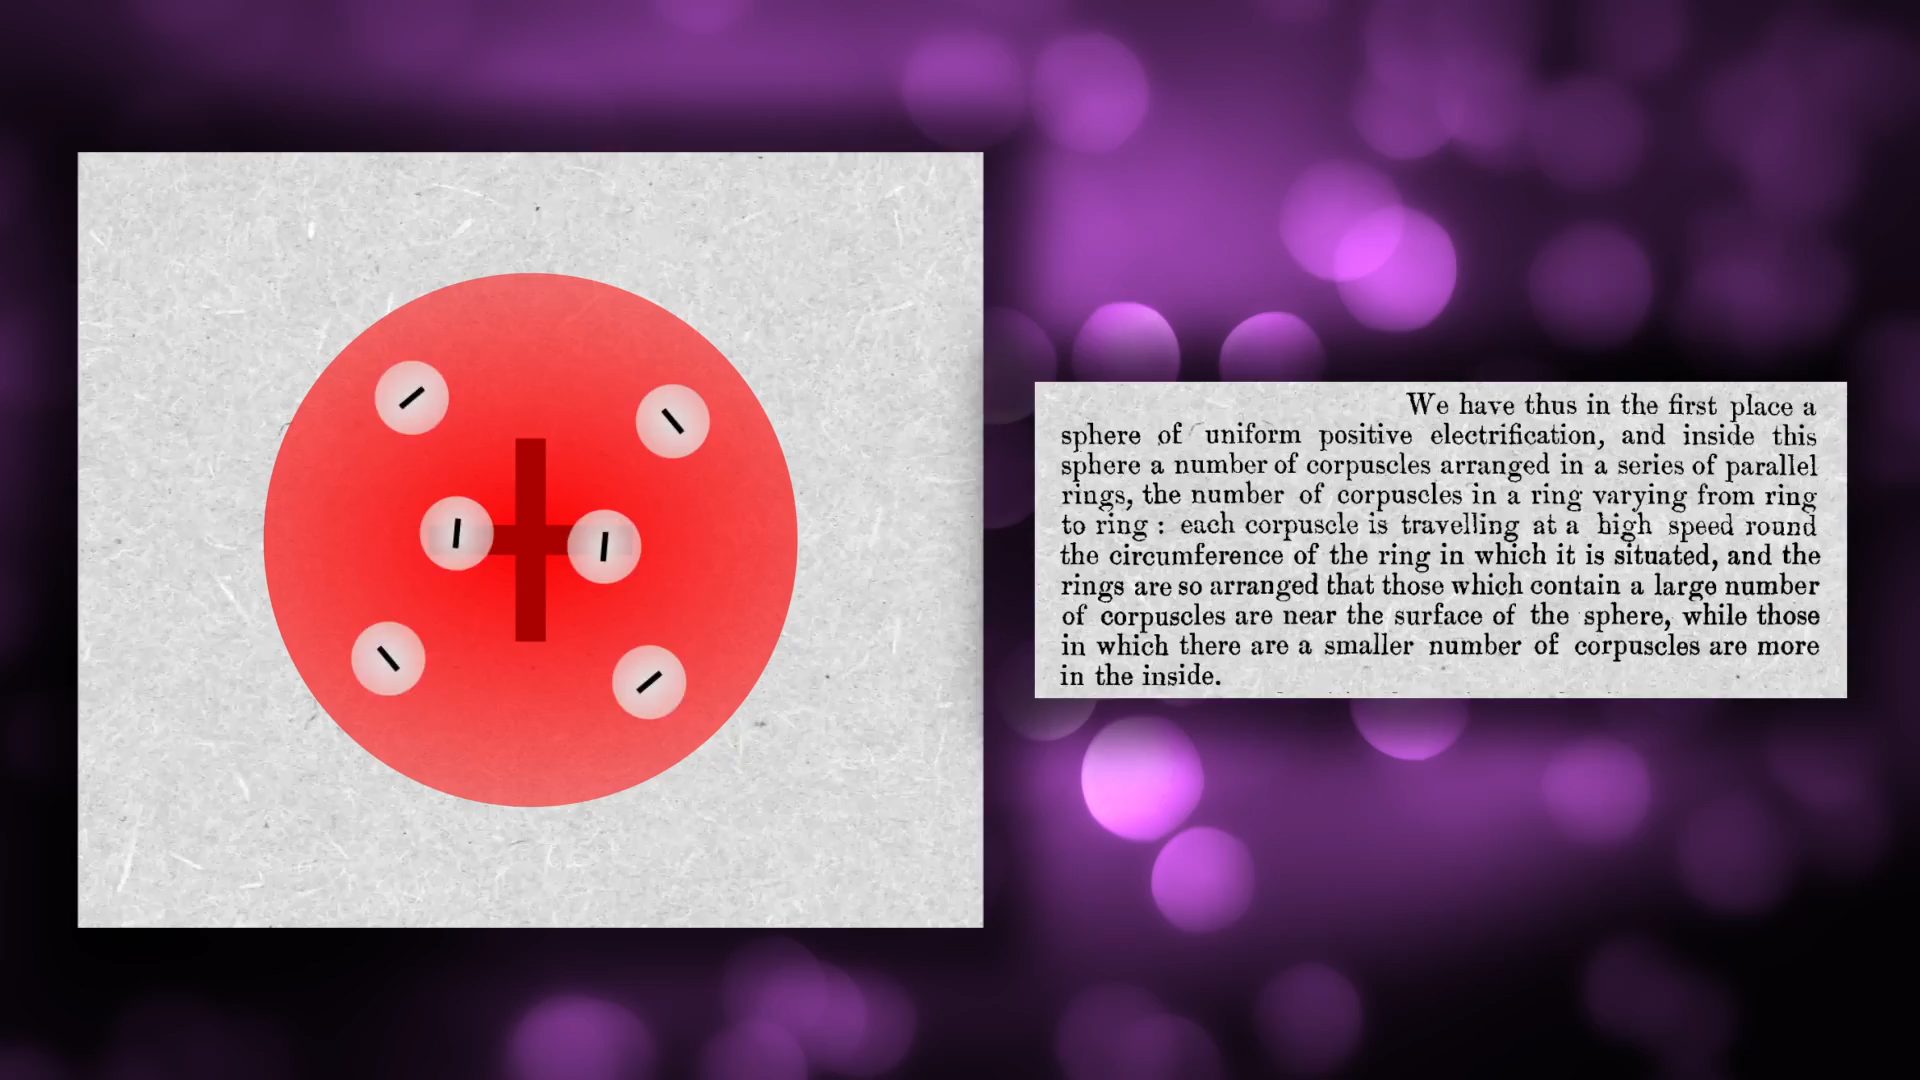 We have thus in the first place a
sphere of uniform positive electrification, and inside this
sphere a number of corpuscles arranged in a series of parallel
rings, the number of corpuscles in a ring varying from ring
to ring : each corpuscle is travelling at a high speed round
the circumference of the ring in which it is situated, and the
rings are so arranged that those which contain a large number
of corpuscles are near the surface of the sphere, while those
in which there are a smaller number of corpuscles are more
in the inside.